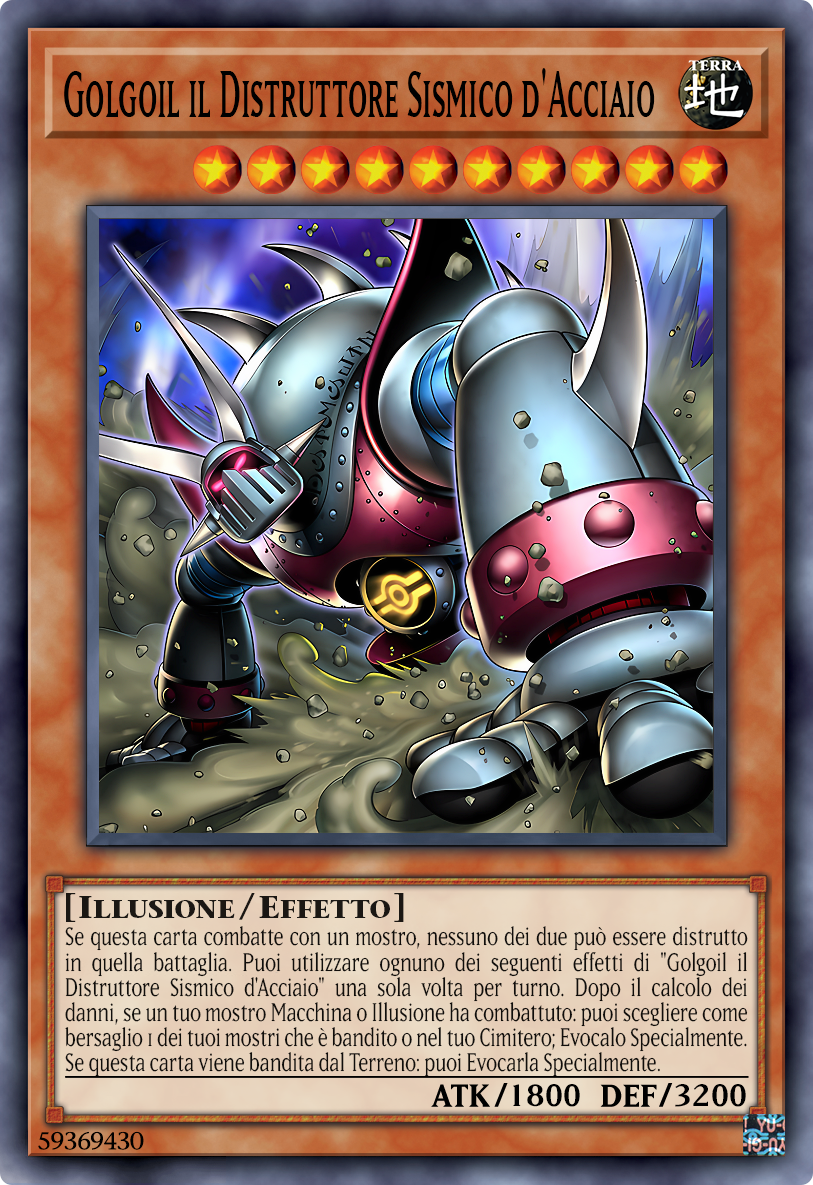 Golgoil il Distruttore Sismico d'Acciaio
TERRA
地
[Illusione/Effetto]
Se questa carta combatte con un mostro, nessuno dei due può essere distrutto
in quella battaglia. Puoi utilizzare ognuno dei seguenti effetti di "Golgoil il
Distruttore Sismico d'Acciaio" una sola volta per turno. Dopo il calcolo dei
danni, se un tuo mostro Macchina o Illusione ha combattuto: puoi scegliere come
bersaglio 1 dei tuoi mostri che è bandito o nel tuo Cimitero; Evocalo Specialmente.
Se questa carta viene bandita dal Terreno: puoi Evocarla Specialmente.
ATK/1800 DEF/3200
59369430